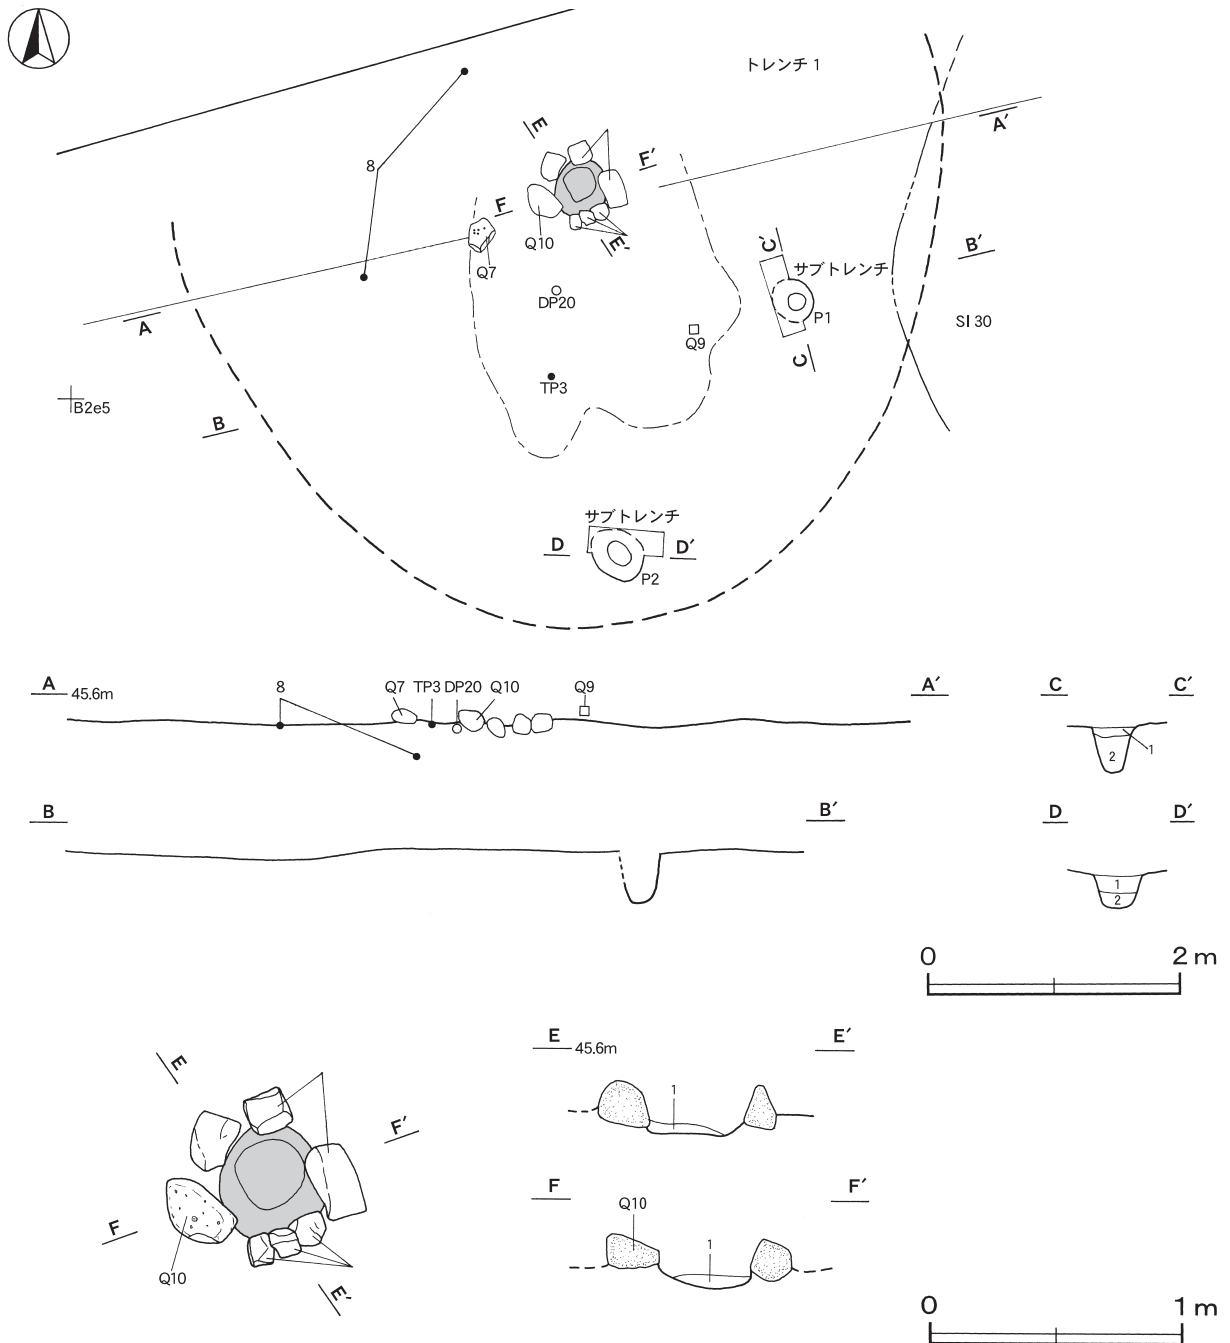 トレンチ 1
E
A′
F′
8
F
C′
B′
サブトレンチ
Q10
E′
Q7
DP20
P1
SI 30
A
Q9
C
TP3
B2e5
B
サブトレンチ
D
D′
P2
A 45.6m
8
Q7 TP3 DP20 Q10
Q9
A′
C
C′
1
2
B
B′
D
D′
1
2
0 2 m
E
F′
F
Q10
E′
E 45.6m
E′
1
F
F′
Q10
1
0 1 m